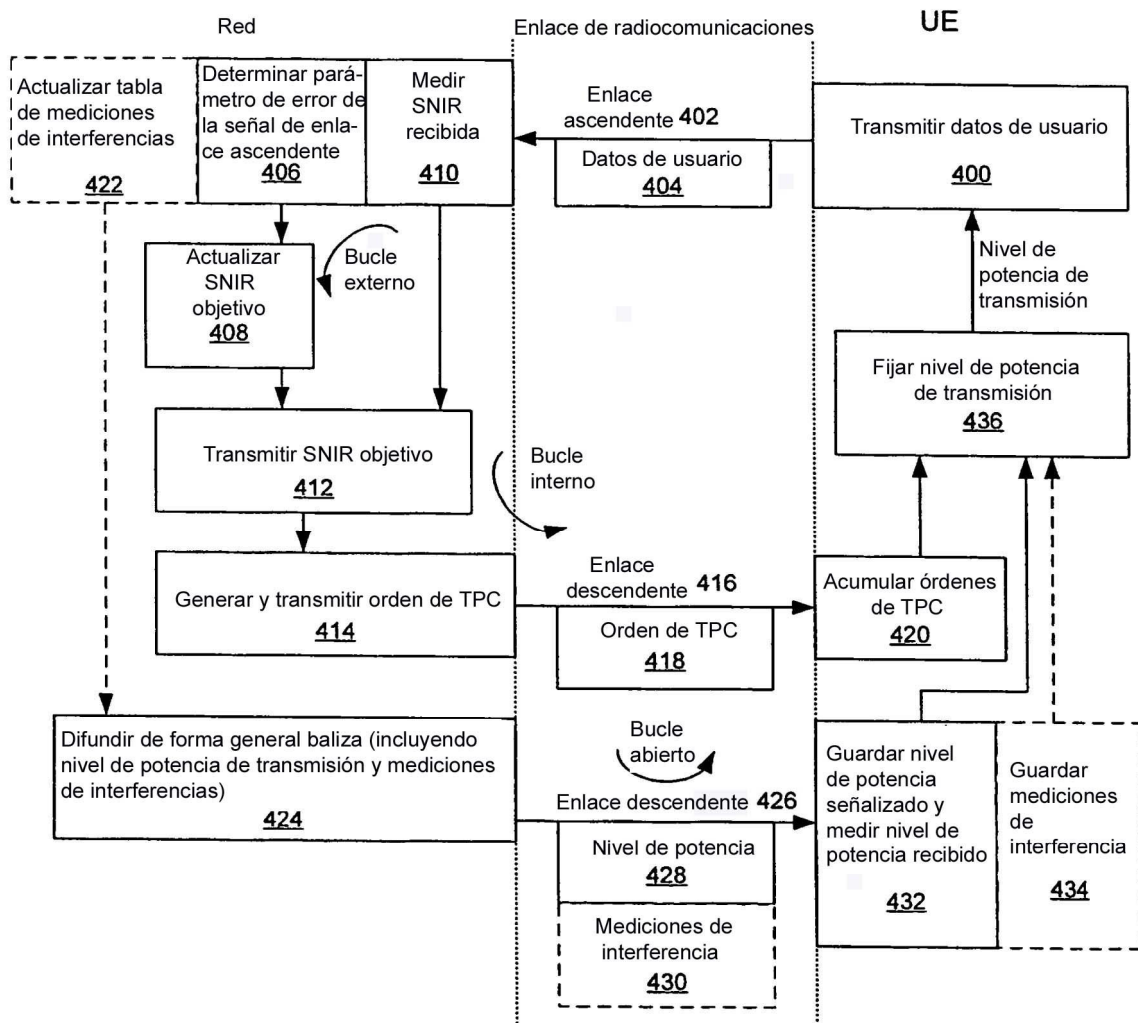 Red
Enlace de radiocomunicaciones
UE
Actualizar tabla
de mediciones
de interferencias
422
Determinar pará-
metro de error de
la señal de enla-
ce ascendente
406
Medir
SNIR
recibida
410
Enlace
ascendente 402
Datos de usuario
404
Transmitir datos de usuario
400
Actualizar
SNIR
objetivo
408
Bucle
externo
Nivel de
potencia de
transmisión
Fijar nivel de potencia
de transmisión
436
Transmitir SNIR objetivo
412
Bucle
interno
Generar y transmitir orden de TPC
414
Enlace
descendente 416
Orden de TPC
418
Acumular órdenes
de TPC
420
Difundir de forma general baliza (incluyendo
nivel de potencia de transmisión y mediciones
de interferencias)
424
Bucle
abierto
Enlace descendente 426
Nivel de potencia
428
Mediciones de
interferencia
430
Guardar nivel
de potencia
señalizado y
medir nivel de
potencia recibido
432
Guardar
mediciones
de
interferencia
434